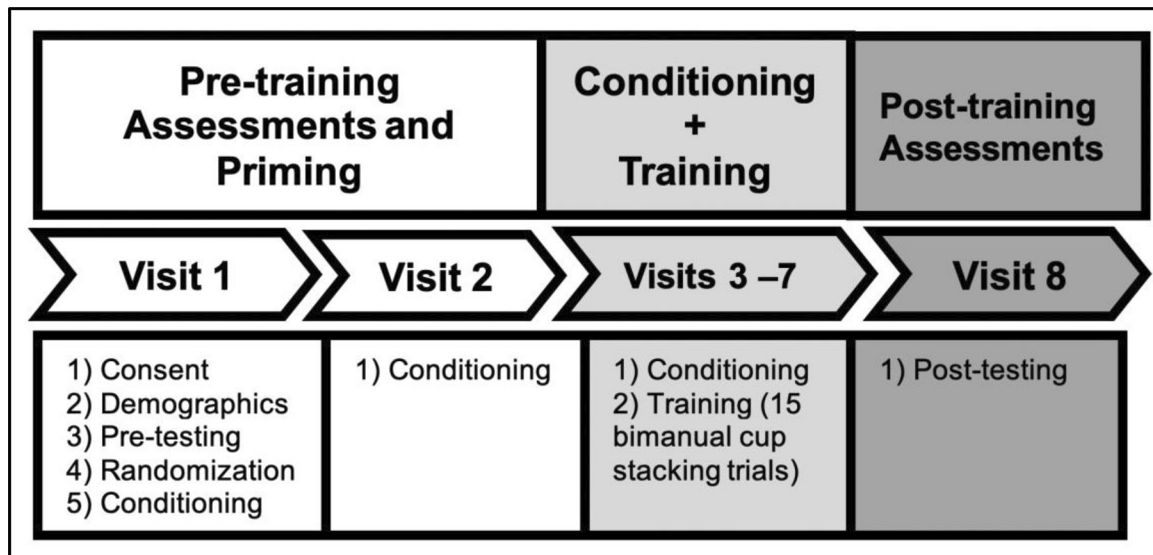 Pre-training
Assessments and
Priming
Conditioning
+
Training
Post-training
Assessments
Visit 1
Visit 2
Visits 3 –7
Visit 8
1) Consent
2) Demographics
3) Pre-testing
4) Randomization
5) Conditioning
1) Conditioning
1) Conditioning
2) Training (15
bimanual cup
stacking trials)
1) Post-testing